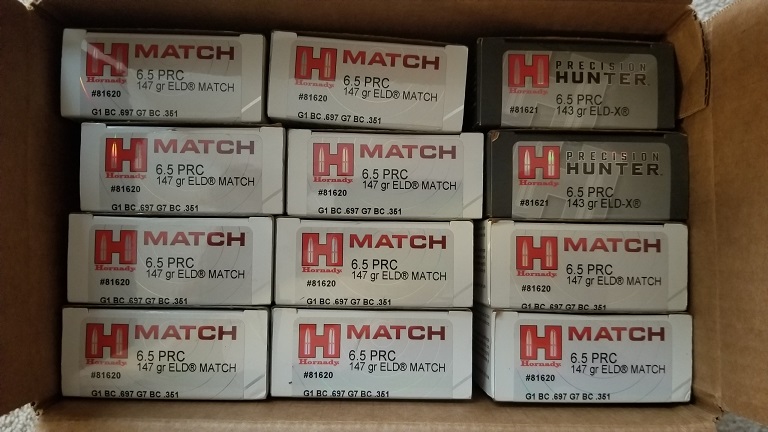 MATCH
6.5 PRC
147 gr ELD® MATCH
Hornady
#81620
G1 BC .697 G7 BC .351
MATCH
6.5 PRC
147 gr ELD® MATCH
Hornady
#81620
G1 BC .697 G7 BC .351
PRECISION
HUNTER
6.5 PRC
143 gr ELD-X®
Hornady
#81621
MATCH
6.5 PRC
147 gr ELD® MATCH
Hornady
#81620
G1 BC .697 G7 BC .351
MATCH
6.5 PRC
147 gr ELD® MATCH
Hornady
#81620
G1 BC .697 G7 BC .351
PRECISION
HUNTER
6.5 PRC
143 gr ELD-X®
Hornady
#81621
MATCH
6.5 PRC
147 gr ELD® MATCH
Hornady
#81620
G1 BC .697 G7 BC .351
MATCH
6.5 PRC
147 gr ELD® MATCH
Hornady
#81620
G1 BC .697 G7 BC .351
MATCH
6.5 PRC
147 gr ELD® MATCH
Hornady
#81620
G1 BC .697 G7 BC .351
MATCH
6.5 PRC
147 gr ELD® MATCH
Hornady
#81620
G1 BC .697 G7 BC .351
MATCH
6.5 PRC
147 gr ELD® MATCH
Hornady
#81620
G1 BC .697 G7 BC .351
MATCH
6.5 PRC
147 gr ELD® MATCH
Hornady
#81620
G1 BC .697 G7 BC .351